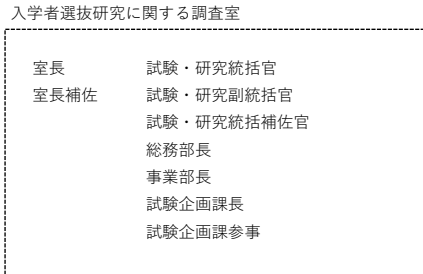 入学者選抜研究に関する調査室
室長 試験・研究統括官
室長補佐 試験・研究副統括官
試験・研究統括補佐官
総務部長
事業部長
試験企画課長
試験企画課参事